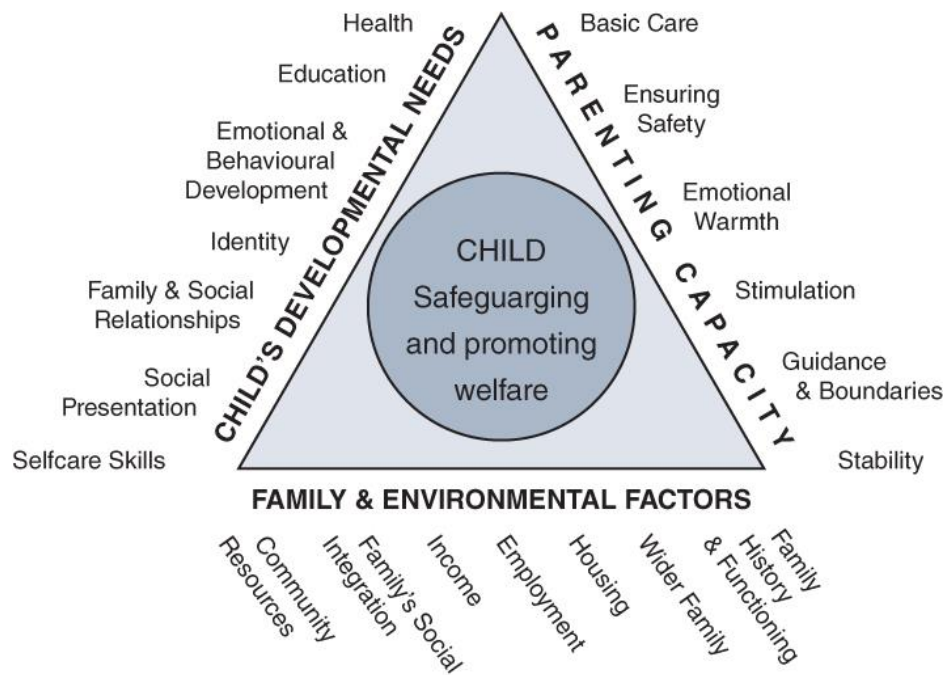 Health
Education
Emotional &
Behavioural
Development
Identity
Family & Social
Relationships
Social
Presentation
Selfcare Skills
CHILD'S DEVELOPMENTAL NEEDS
CHILD
Safeguarging
and promoting
welfare
PARENTING CAPACITY
Basic Care
Ensuring
Safety
Emotional
Warmth
Stimulation
Guidance
& Boundaries
Stability
FAMILY & ENVIRONMENTAL FACTORS
Community
Resources
Family's Social
Integration
Income
Employment
Housing
Wider Family
Family
History
& Functioning